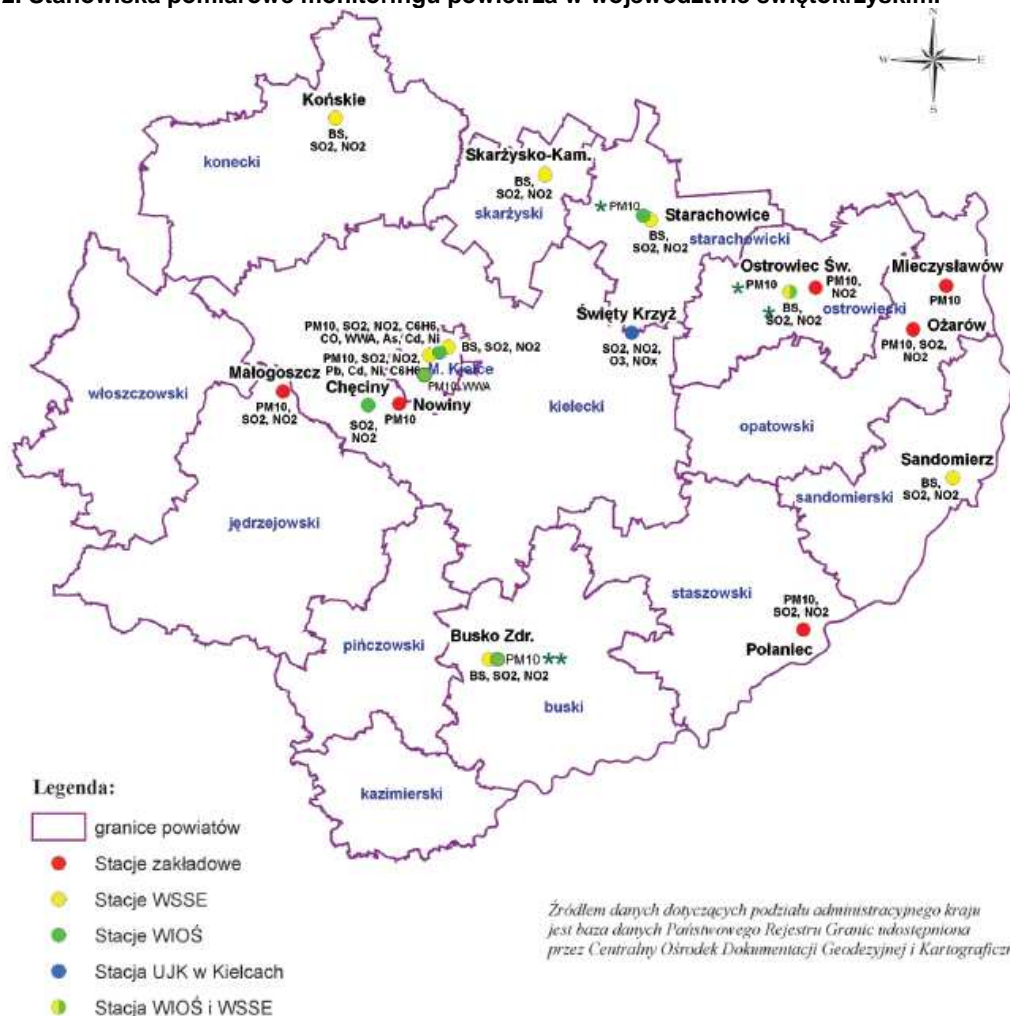 2. Stanowiska pomiarowe monitoringu powietrza w województwie świętokrzyskim.
N
W
E
S
Końskie
BS,
SO2, NO2
konecki
Skarżysko-Kam.
BS,
SO2, NO2
skarżyski
* PM10
Starachowice
BS,
SO2, NO2
starachowicki
Ostrowiec Św.
* PM10
PM10,
NO2
BS,
* SO2, NO2
ostrowiecki
Mieczysławów
PM10
Ożarów
PM10, SO2,
NO2
Święty Krzyż
SO2, NO2,
O3, NOx
PM10, SO2, NO2, C6H6,
CO, WWA, As, Cd, Ni
BS, SO2, NO2
PM10, SO2, NO2,
Pb, Cd, Ni, C6H6
M. Kielce
PM10, WWA
Małogoszcz
PM10,
SO2, NO2
Chęciny
SO2,
NO2
Nowiny
PM10
włoszczowski
kielecki
opatowski
Sandomierz
BS,
SO2, NO2
sandomierski
jędrzejowski
staszowski
PM10,
SO2, NO2
Połaniec
pińczowski
Busko Zdr.
PM10 **
BS, SO2, NO2
buski
kazimierski
Legenda:
granice powiatów
Stacje zakładowe
Stacje WSSE
Stacje WIOŚ
Stacja UJK w Kielcach
Stacja WIOŚ i WSSE
Źródłem danych dotyczących podziału administracyjnego kraju
jest baza danych Państwowego Rejestru Granic udostępniona
przez Centralny Ośrodek Dokumentacji Geodezyjnej i Kartograficzn